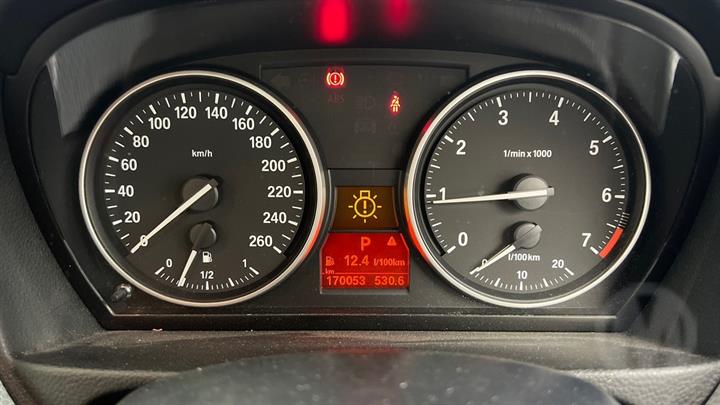 0 20 40 60 80 100 120 140 160 180 200 220 240 260
km/h
0 1/2 1
ABS
P
12.4 l/100km
km
170053 530.6
0 1 2 3 4 5 6 7
1/min x 1000
0 10 20
l/100km